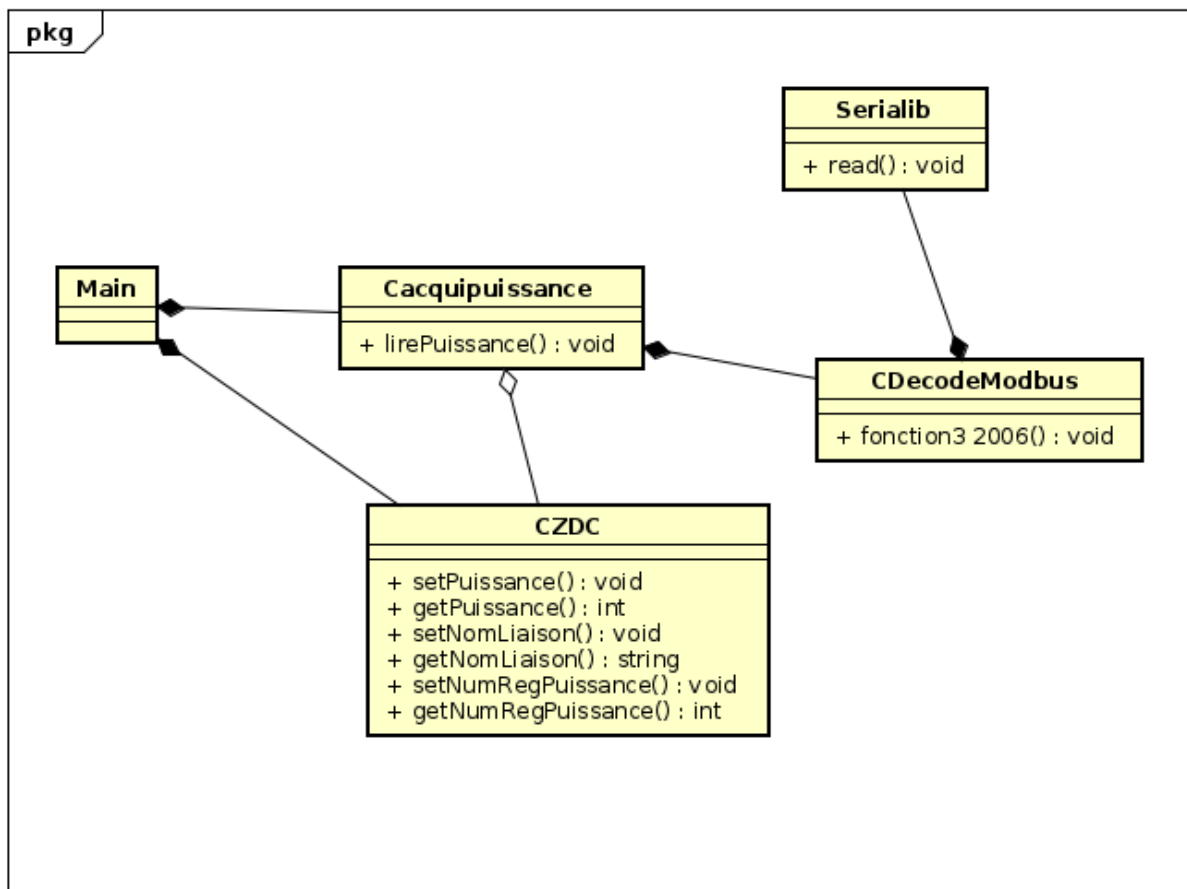 pkg
Serialib
+ read() : void
Main
Cacquipuissance
+ lirePuissance() : void
CDecodeModbus
+ fonction3 2006() : void
CZDC
+ setPuissance() : void
+ getPuissance() : int
+ setNomLiaison() : void
+ getNomLiaison() : string
+ setNumRegPuissance() : void
+ getNumRegPuissance() : int